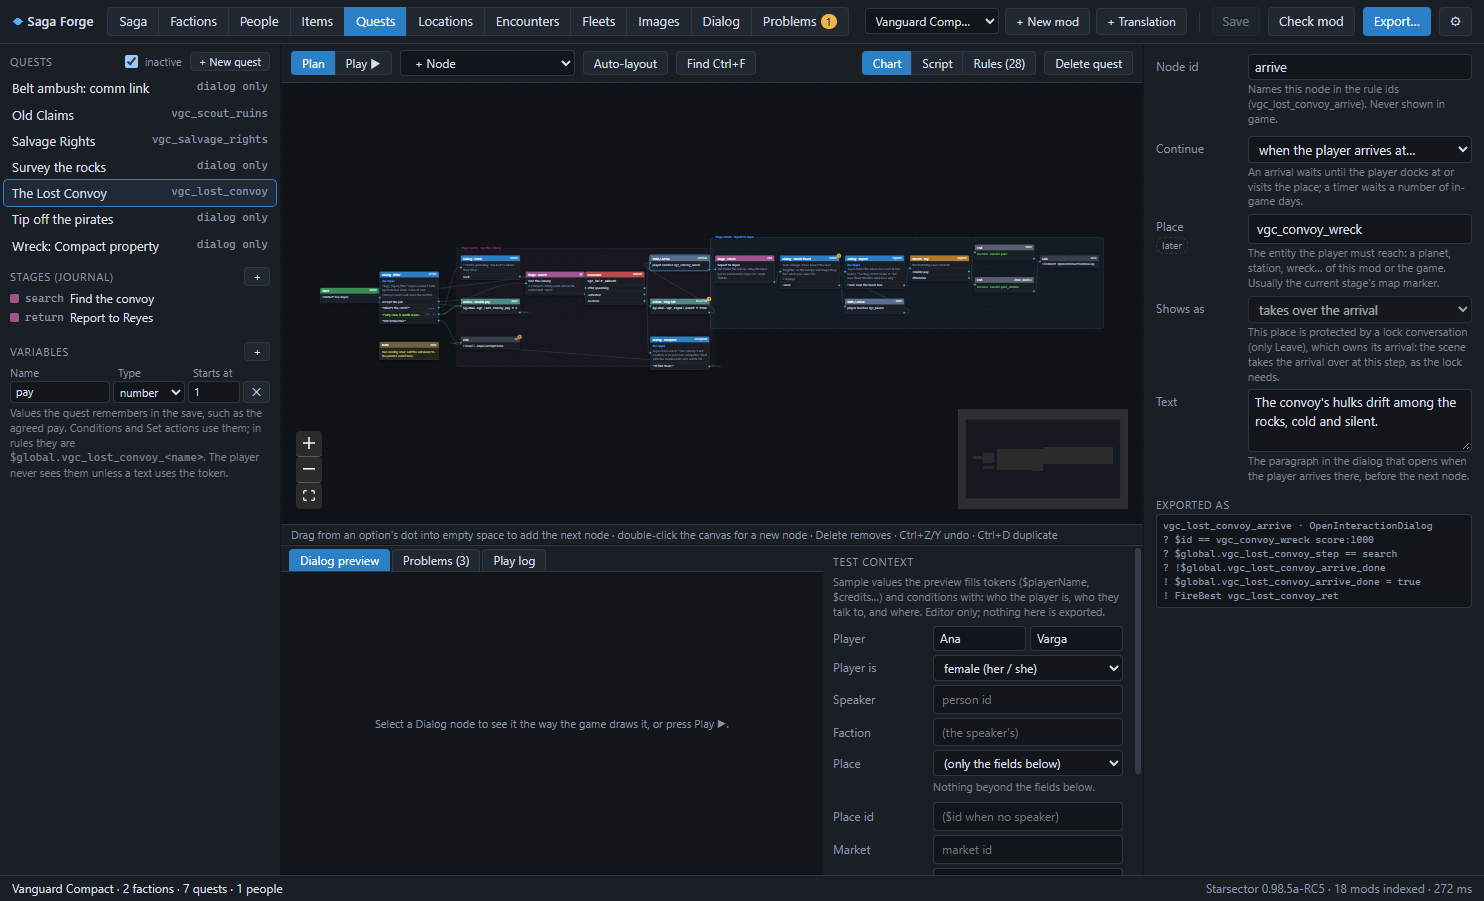 Saga Forge
Saga
Factions
People
Items
Quests
Locations
Encounters
Fleets
Images
Dialog
Problems 1
Vanguard Comp...
+ New mod
+ Translation
Save
Check mod
Export...
QUESTS
inactive
+ New quest
Belt ambush: comm link dialog only
Old Claims vgc_scout_ruins
Salvage Rights vgc_salvage_rights
Survey the rocks dialog only
The Lost Convoy vgc_lost_convoy
Tip off the pirates dialog only
Wreck: Compact property dialog only
STAGES (JOURNAL)
+
search Find the convoy
return Report to Reyes
VARIABLES
+
Name Type Starts at
pay number 1
Values the quest remembers in the save, such as the
agreed pay. Conditions and Set actions use them; in
rules they are
$global.vgc_lost_convoy_<name>. The player
never sees them unless a text uses the token.
Plan
Play ▶
+ Node
Auto-layout
Find Ctrl+F
Chart
Script
Rules (28)
Delete quest
Drag from an option's dot into empty space to add the next node · double-click the canvas for a new node · Delete removes · Ctrl+Z/Y undo · Ctrl+D duplicate
Dialog preview
Problems (3)
Play log
Select a Dialog node to see it the way the game draws it, or press Play ▶.
TEST CONTEXT
Sample values the preview fills tokens ($playerName,
$credits...) and conditions with: who the player is, who they
talk to, and where. Editor only; nothing here is exported.
Player Ana Varga
Player is female (her / she)
Speaker person id
Faction (the speaker's)
Place (only the fields below)
Nothing beyond the fields below.
Place id ($id when no speaker)
Market market id
Node id arrive
Names this node in the rule ids
(vgc_lost_convoy_arrive). Never shown in
game.
Continue when the player arrives at...
An arrival waits until the player docks at or
visits the place; a timer waits a number of in-
game days.
Place vgc_convoy_wreck
later
The entity the player must reach: a planet,
station, wreck... of this mod or the game.
Usually the current stage's map marker.
Shows as takes over the arrival
This place is protected by a lock conversation
(only Leave), which owns its arrival: the scene
takes the arrival over at this step, as the lock
needs.
Text The convoy's hulks drift among the
rocks, cold and silent.
The paragraph in the dialog that opens when
the player arrives there, before the next node.
EXPORTED AS
vgc_lost_convoy_arrive · OpenInteractionDialog
? $id == vgc_convoy_wreck score:1000
? $global.vgc_lost_convoy_step == search
? !$global.vgc_lost_convoy_arrive_done
! $global.vgc_lost_convoy_arrive_done = true
! FireBest vgc_lost_convoy_ret
Vanguard Compact · 2 factions · 7 quests · 1 people
Starsector 0.98.5a-RC5 · 18 mods indexed · 272 ms